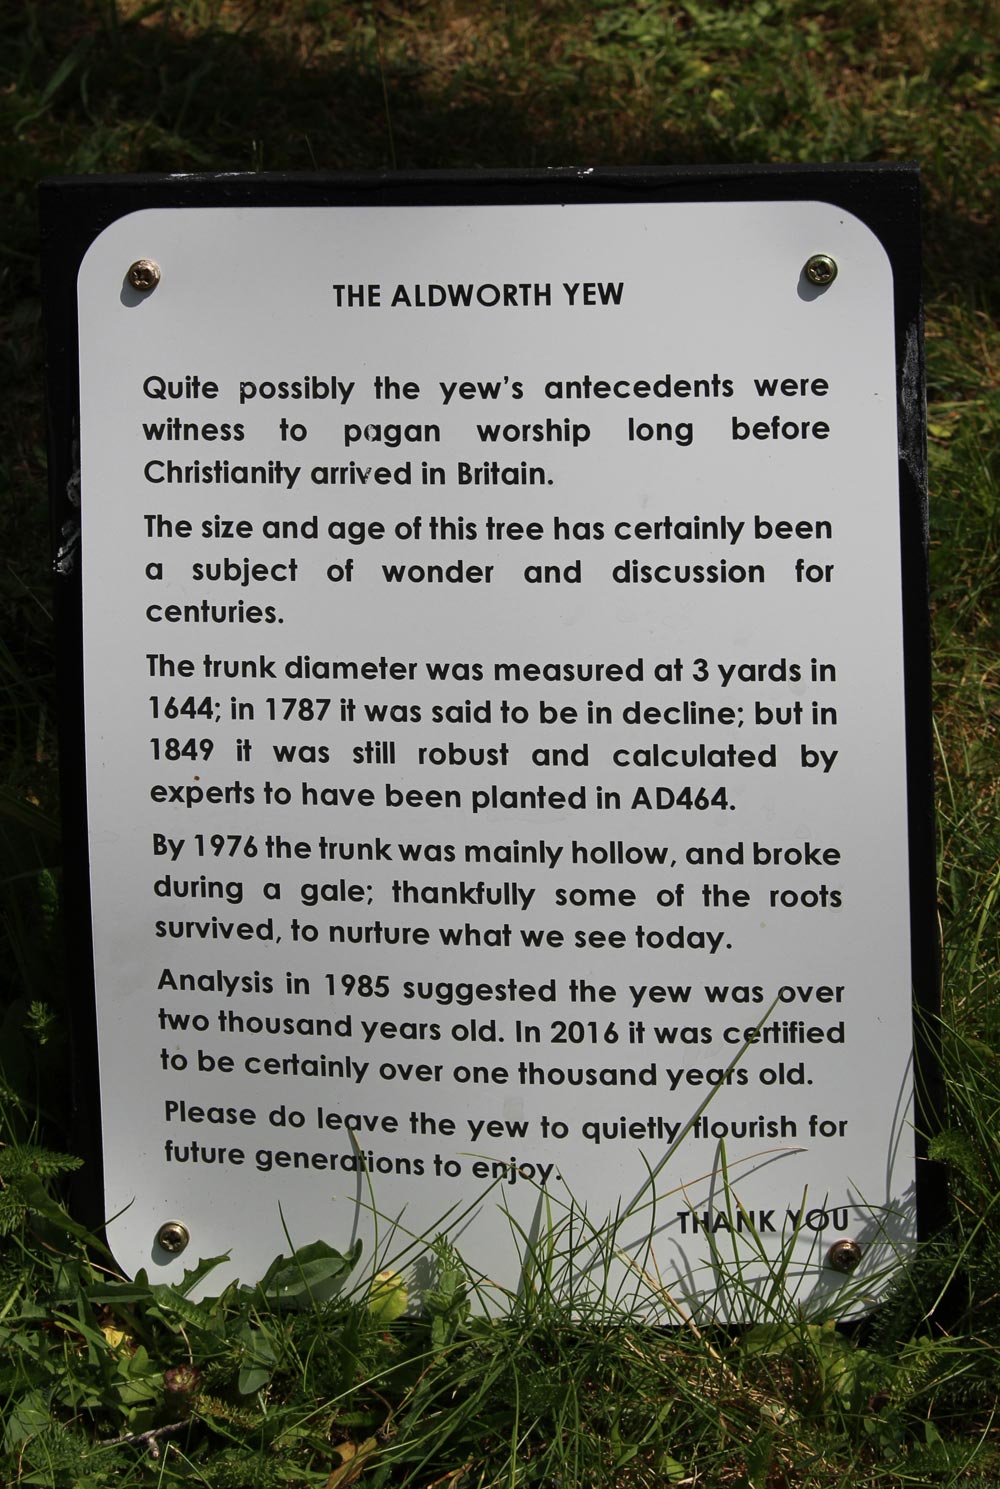 THE ALDWORTH YEW
Quite possibly the yew's antecedents were
witness to pagan worship long before
Christianity arrived in Britain.
The size and age of this tree has certainly been
a subject of wonder and discussion for
centuries.
The trunk diameter was measured at 3 yards in
1644; in 1787 it was said to be in decline; but in
1849 it was still robust and calculated by
experts to have been planted in AD464.
By 1976 the trunk was mainly hollow, and broke
during a gale; thankfully some of the roots
survived, to nurture what we see today.
Analysis in 1985 suggested the yew was over
two thousand years old. In 2016 it was certified
to be certainly over one thousand years old.
Please do leave the yew to quietly flourish for
future generations to enjoy.
THANK YOU